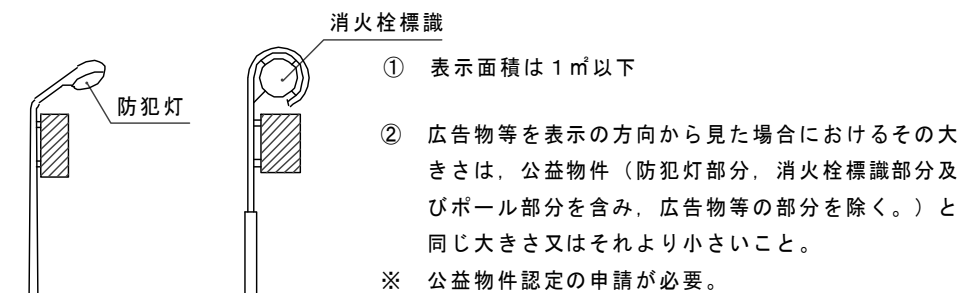 消火栓標識
防犯灯
① 表示面積は1㎡以下
② 広告物等を表示の方向から見た場合におけるその大
きさは，公益物件（防犯灯部分，消火栓標識部分及
びポール部分を含み，広告物等の部分を除く。）と
同じ大きさ又はそれより小さいこと。
※ 公益物件認定の申請が必要。